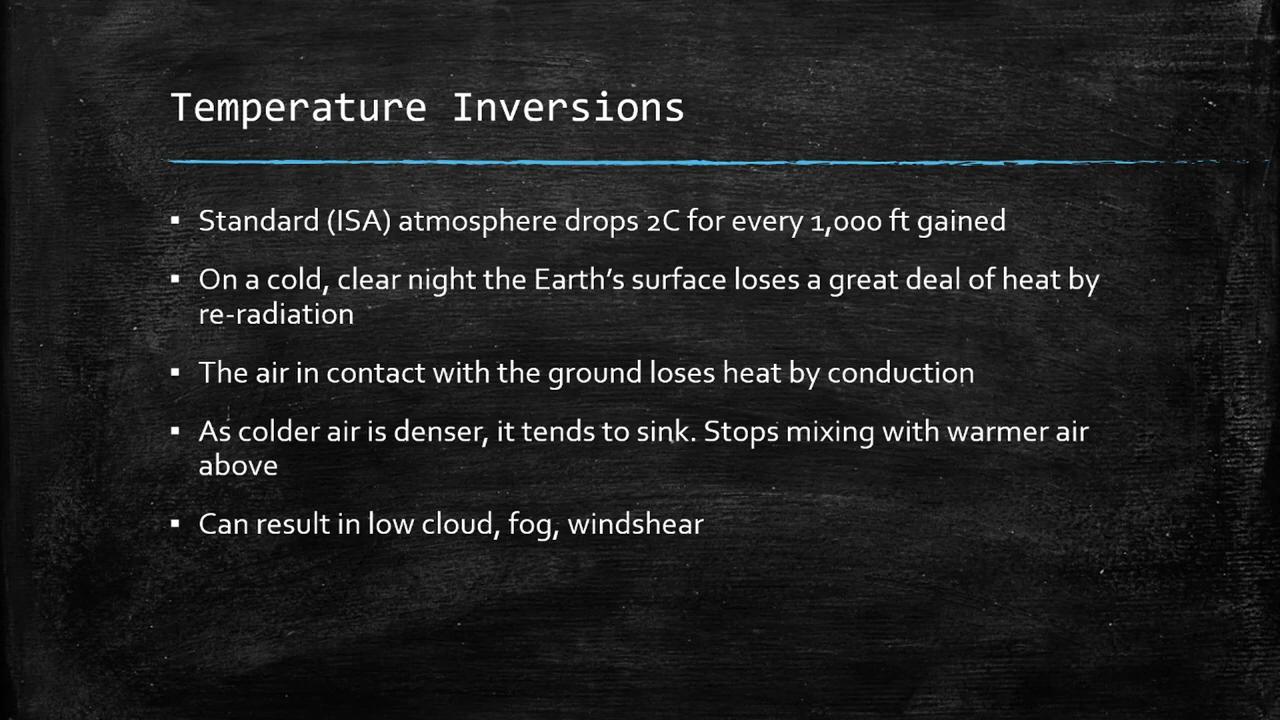 Temperature Inversions
▪ Standard (ISA) atmosphere drops 2C for every 1,000 ft gained
▪ On a cold, clear night the Earth’s surface loses a great deal of heat by
re-radiation
▪ The air in contact with the ground loses heat by conduction
▪ As colder air is denser, it tends to sink. Stops mixing with warmer air
above
▪ Can result in low cloud, fog, windshear